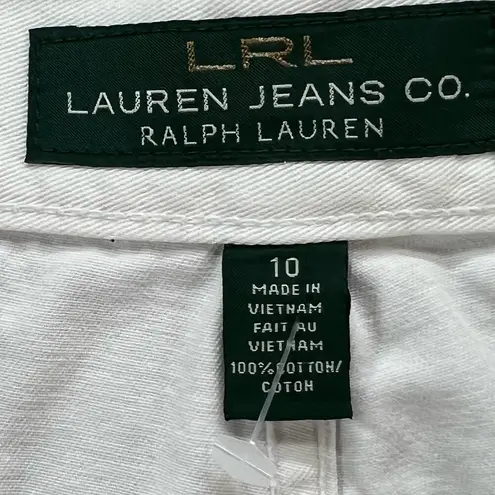 LRL
LAUREN JEANS CO.
RALPH LAUREN
10
MADE IN
VIETNAM
FAIT AU
VIETNAM
100% COTTON/
COTON